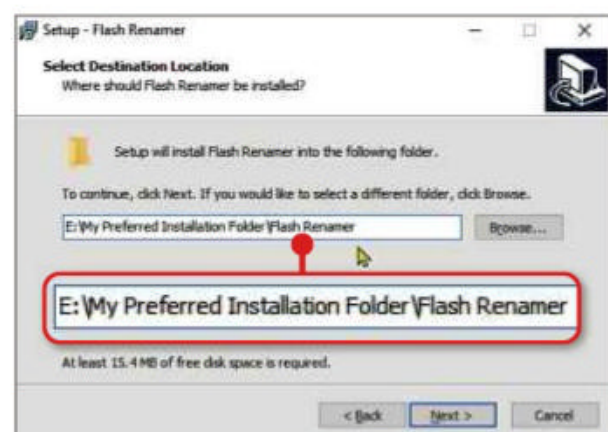 Setup - Flash Renamer
Select Destination Location
Where should Flash Renamer be installed?
Setup will install Flash Renamer into the following folder.
To continue, click Next. If you would like to select a different folder, click Browse.
E:\My Preferred Installation Folder\Flash Renamer
Browse...
E:\My Preferred Installation Folder\Flash Renamer
At least 15.4 MB of free disk space is required.
< Back
Next >
Cancel